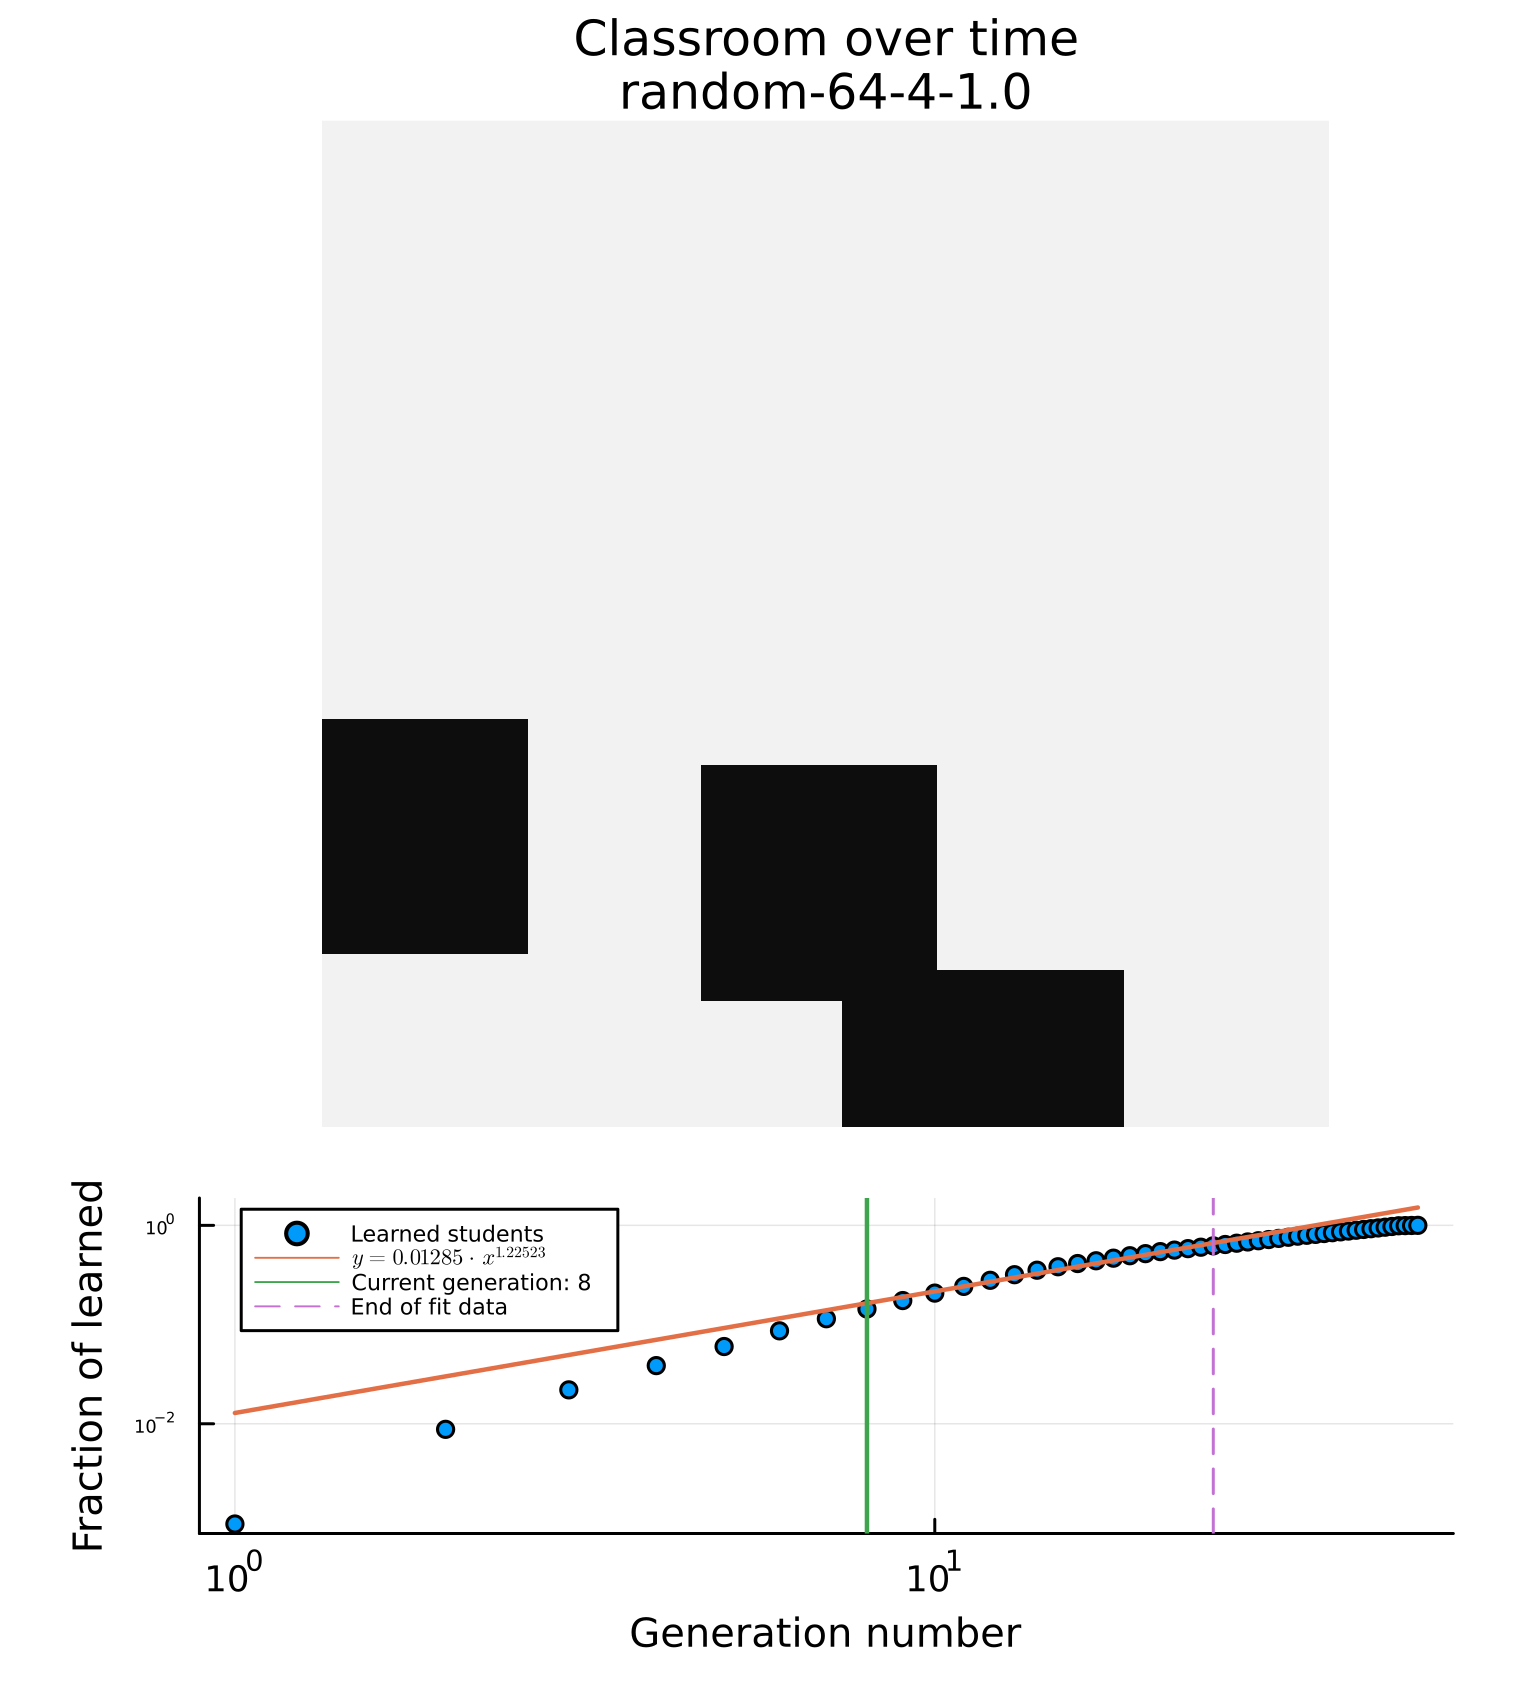 Classroom over time
random-64-4-1.0
Fraction of learned
10^0
10^-2
Learned students
y = 0.01285 · x^1.22523
Current generation: 8
End of fit data
10^0
10^1
Generation number